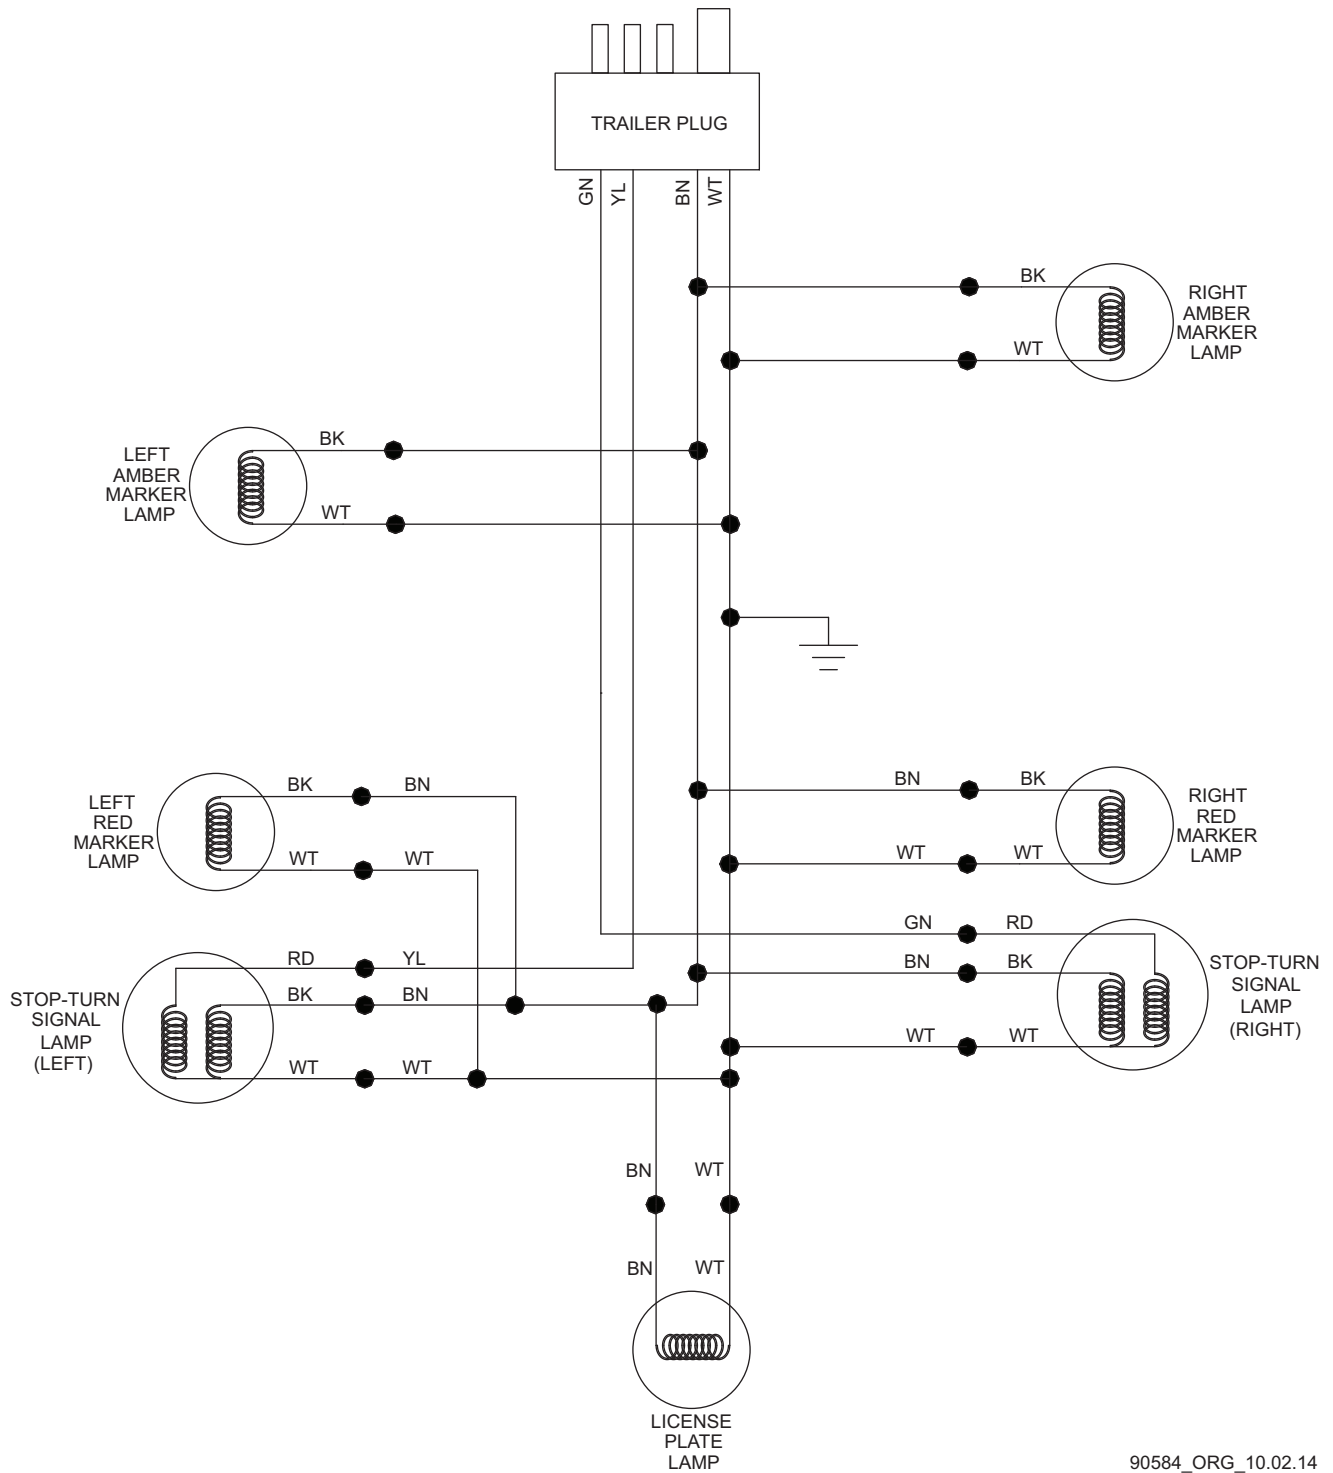 TRAILER PLUG
GN
YL
BN
WT
BK
RIGHT
AMBER
MARKER
LAMP
WT
BK
LEFT
AMBER
MARKER
LAMP
WT
BK
BN
LEFT
RED
MARKER
LAMP
WT
WT
BN
BK
RIGHT
RED
MARKER
LAMP
WT
WT
GN
RD
BN
BK
STOP-TURN
SIGNAL
LAMP
(RIGHT)
WT
WT
RD
YL
BK
BN
STOP-TURN
SIGNAL
LAMP
(LEFT)
WT
WT
BN
WT
BN
WT
LICENSE
PLATE
LAMP
90584_ORG_10.02.14